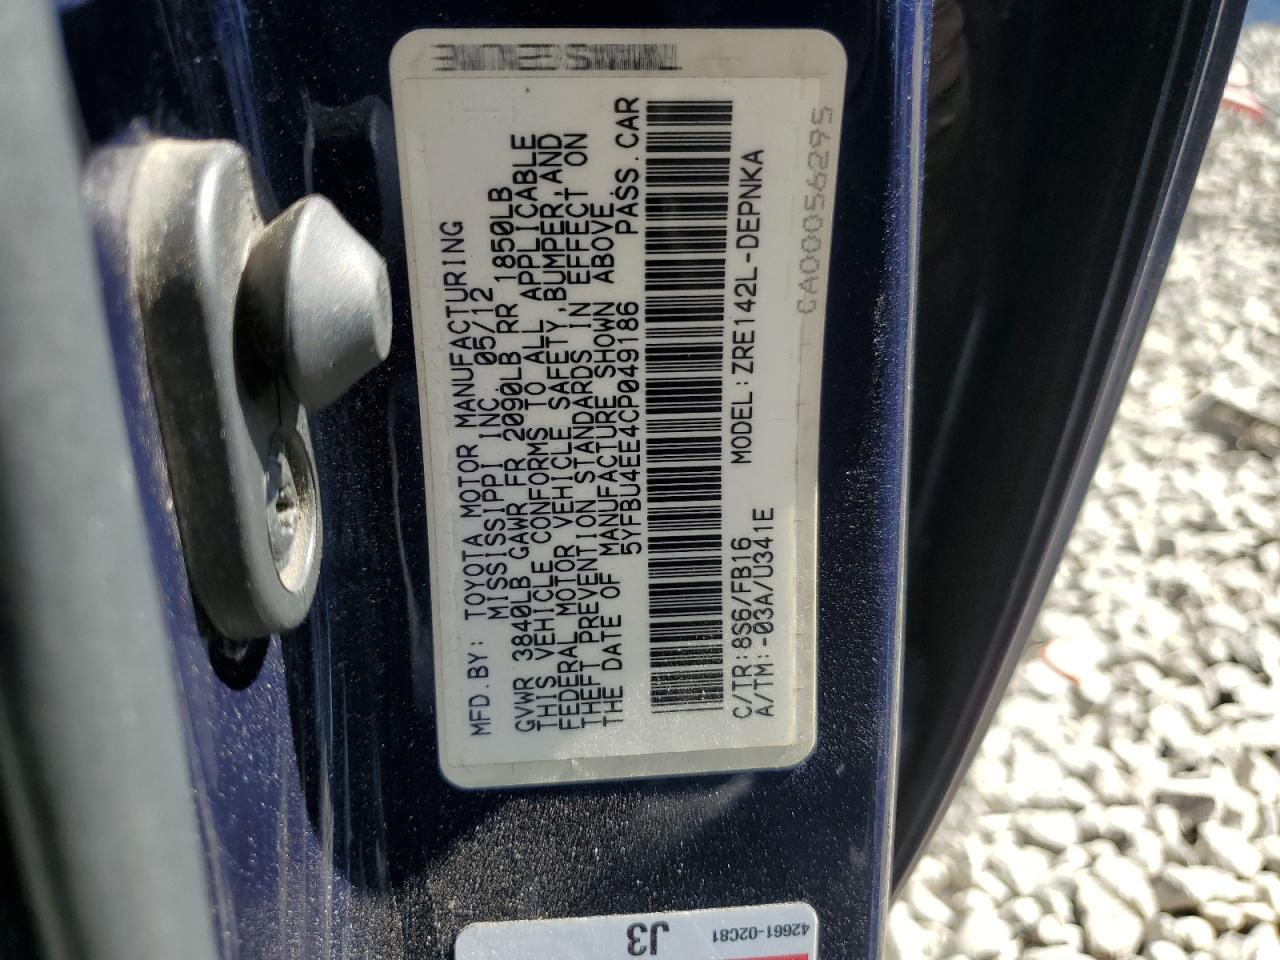 MFD.BY: TOYOTA MOTOR MANUFACTURING
MISSISSIPPI INC. 05/12
GVWR 3840LB GAWR FR 2090LB RR 1850LB
THIS VEHICLE CONFORMS TO ALL APPLICABLE
FEDERAL MOTOR VEHICLE SAFETY,BUMPER,AND
THEFT PREVENTION STANDARDS IN EFFECT ON
THE DATE OF MANUFACTURE SHOWN ABOVE.
5YFBU4EE4CP049186 PASS.CAR
C/TR:8S6/FB16 MODEL:ZRE142L-DEPNKA
A/TM:-03A/U341E
CA00056295
42661-02C81
J3